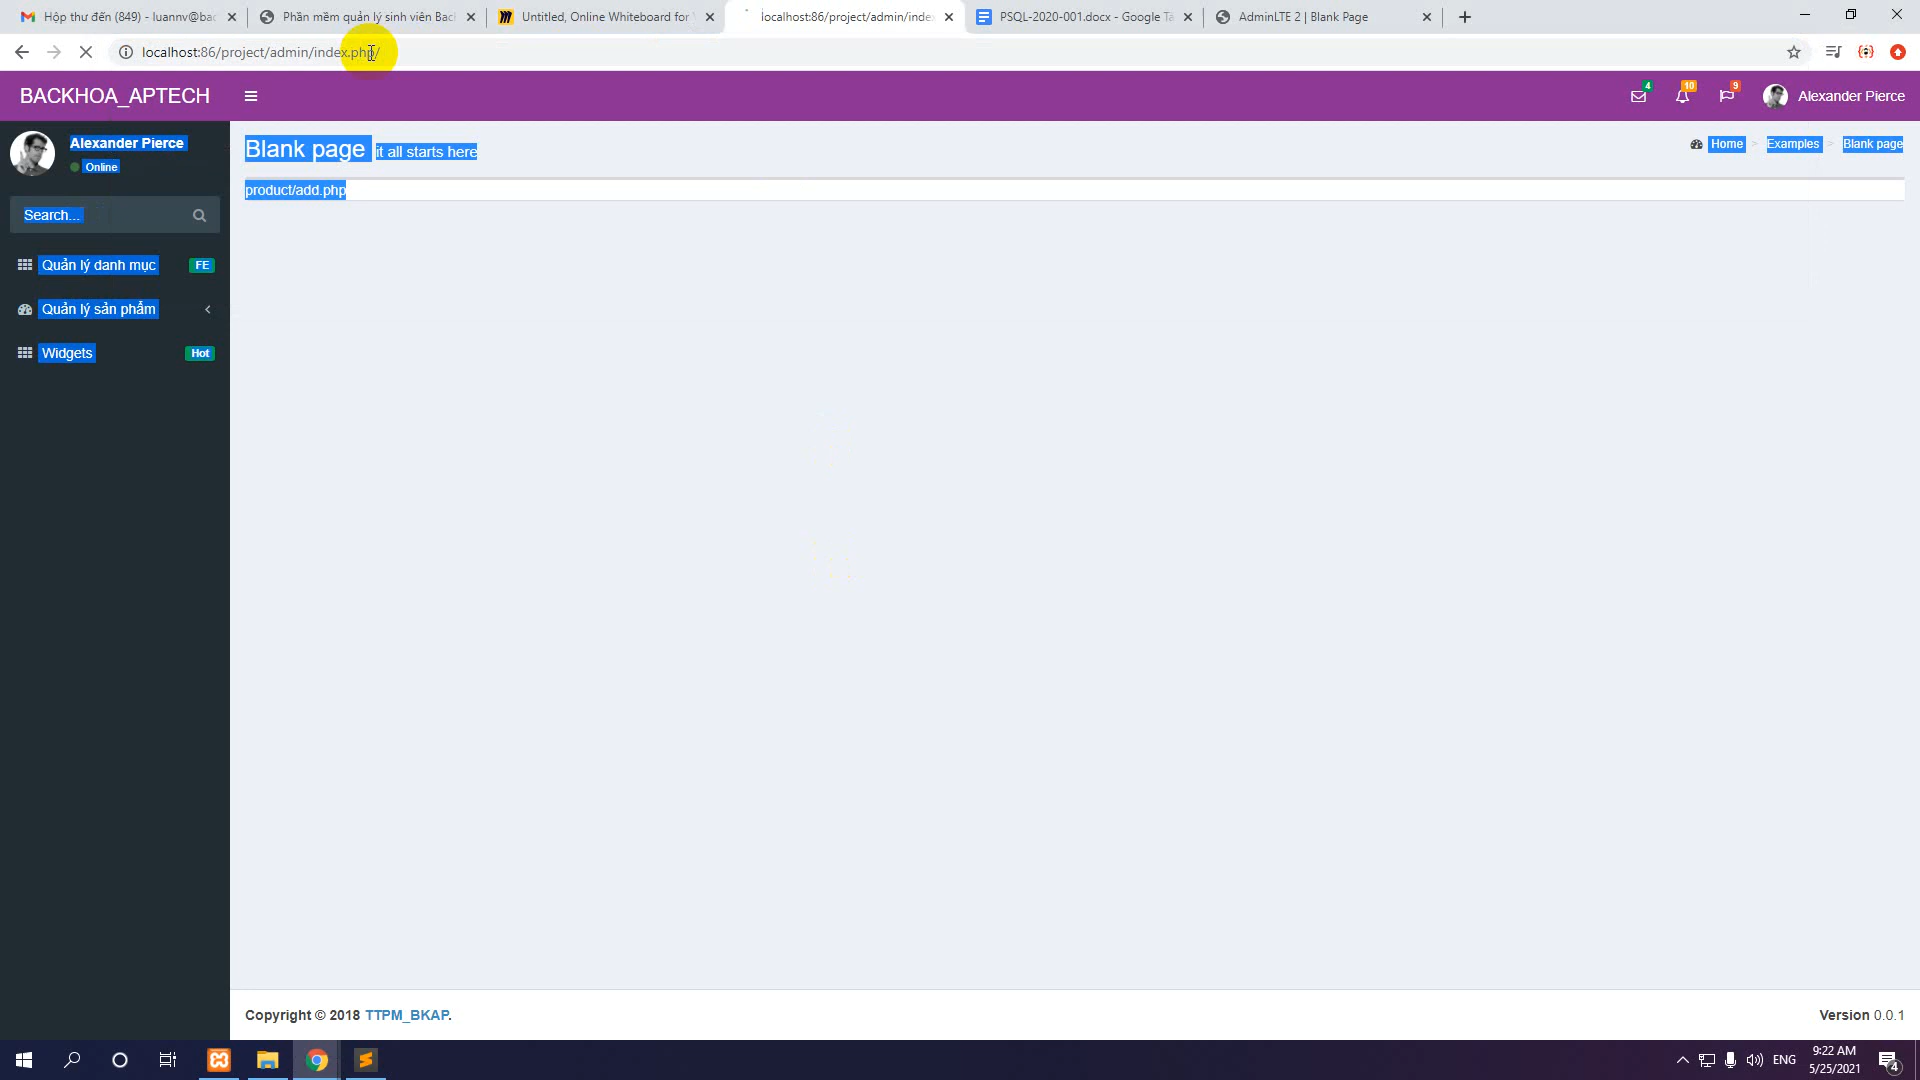 Hộp thư đến (849) - luannv@bac
Phần mềm quản lý sinh viên Bac
Untitled, Online Whiteboard for
localhost:86/project/admin/index
PSQL-2020-001.docx - Google Tà
AdminLTE 2 | Blank Page
localhost:86/project/admin/index.php/
BACKHOA_APTECH
4
10
9
Alexander Pierce
Alexander Pierce
Online
Blank page it all starts here
Home > Examples > Blank page
product/add.php
Search...
Quản lý danh mục FE
Quản lý sản phẩm
Widgets Hot
Copyright © 2018 TTPM_BKAP.
Version 0.0.1
ENG
9:22 AM
5/25/2021
4